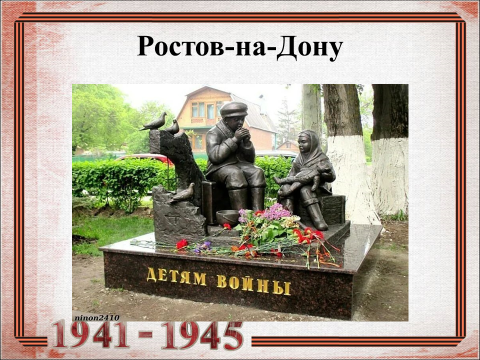 Ростов-на-Дону
ДЕТЯМ ВОЙНЫ
ninon2410
1941 - 1945